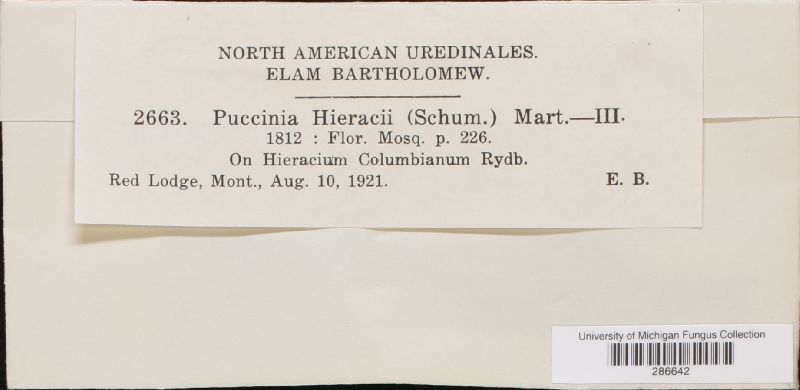 NORTH AMERICAN UREDINALES.
ELAM BARTHOLOMEW.
2663. Puccinia Hieracii (Schum.) Mart.—III.
1812 : Flor. Mosq. p. 226.
On Hieracium Columbianum Rydb.
Red Lodge, Mont., Aug. 10, 1921. E. B.
University of Michigan Fungus Collection
286642